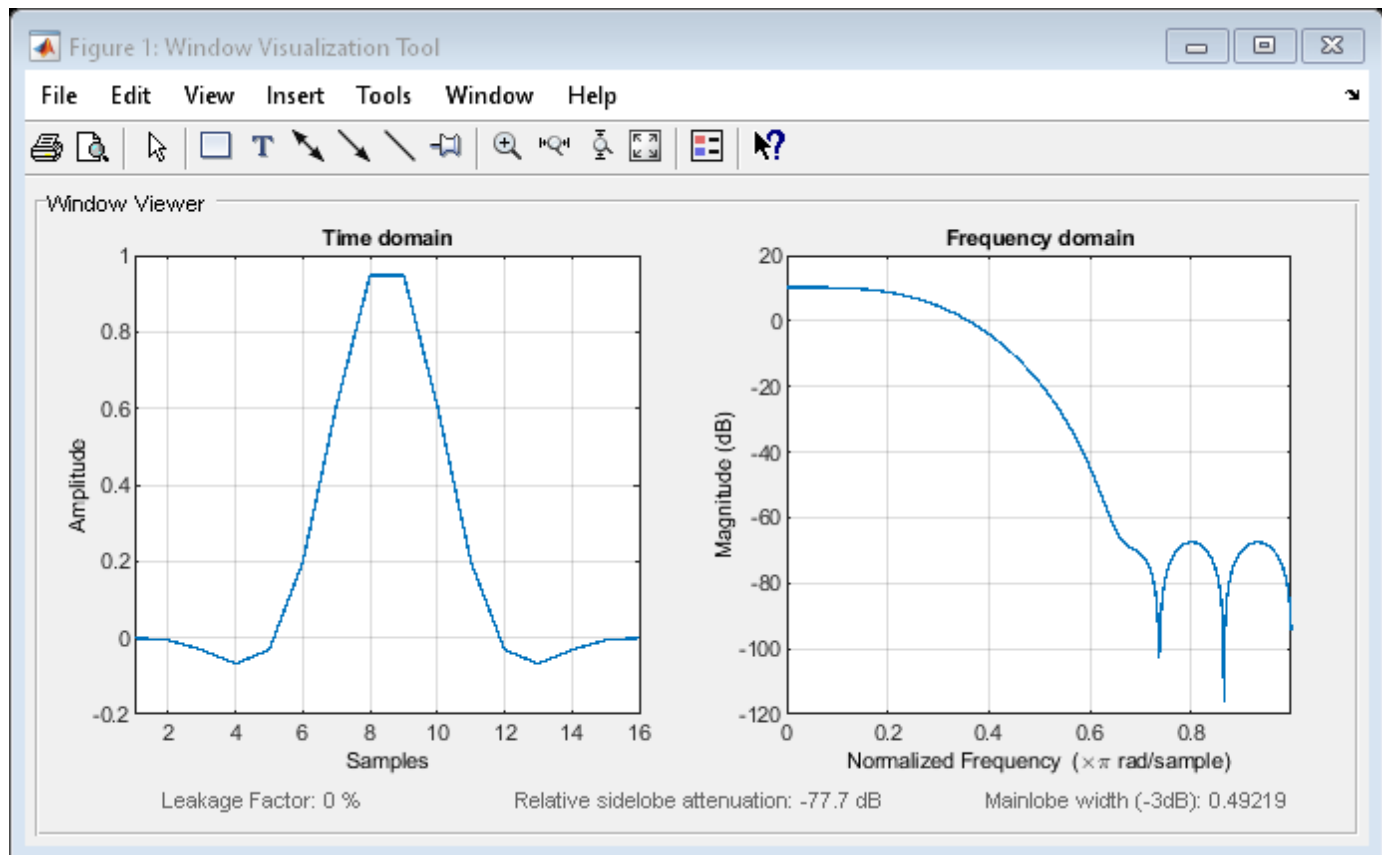 Figure 1: Window Visualization Tool
File Edit View Insert Tools Window Help
T
?
Window Viewer
Time domain
1
0.8
0.6
0.4
0.2
0
-0.2
Amplitude
2 4 6 8 10 12 14 16
Samples
Frequency domain
20
0
-20
-40
-60
-80
-100
-120
Magnitude (dB)
0 0.2 0.4 0.6 0.8
Normalized Frequency (×π rad/sample)
Leakage Factor: 0 % Relative sidelobe attenuation: -77.7 dB Mainlobe width (-3dB): 0.49219